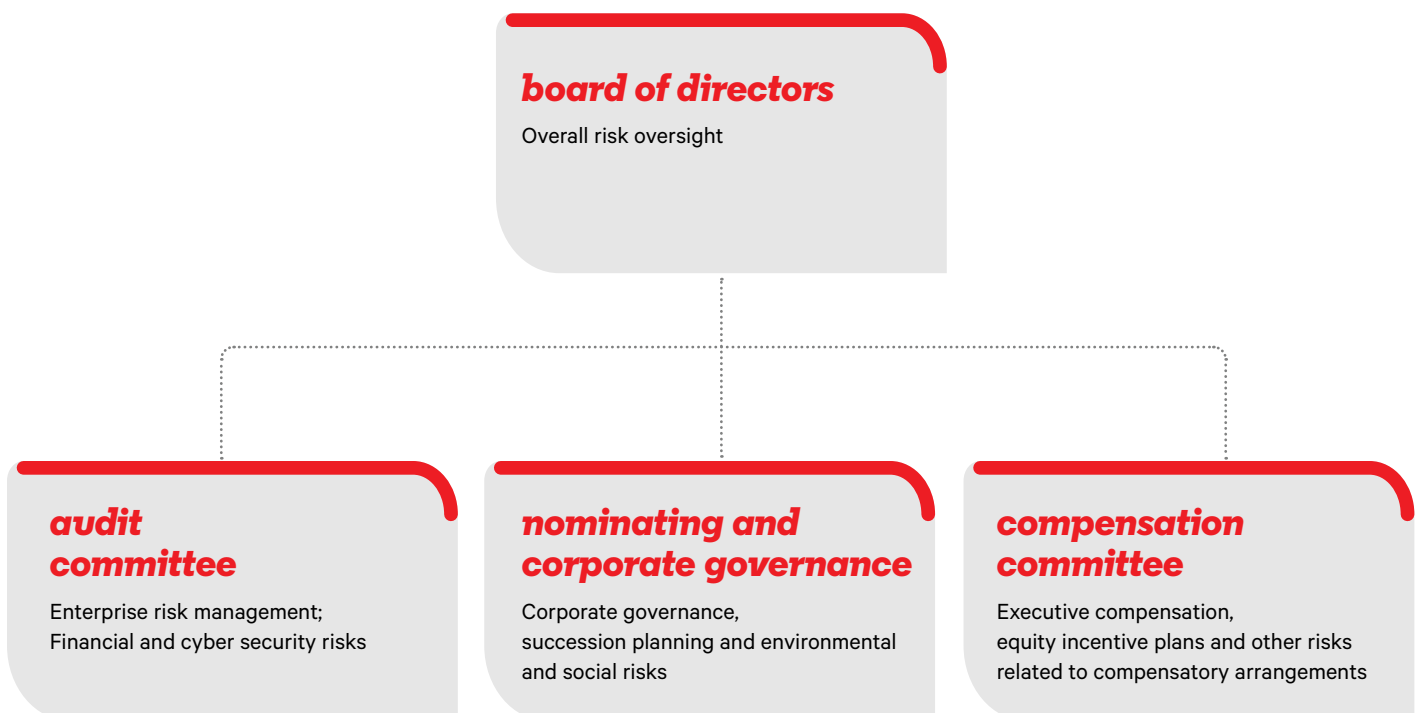 board of directors
Overall risk oversight
audit
committee
Enterprise risk management;
Financial and cyber security risks
nominating and
corporate governance
Corporate governance,
succession planning and environmental
and social risks
compensation
committee
Executive compensation,
equity incentive plans and other risks
related to compensatory arrangements